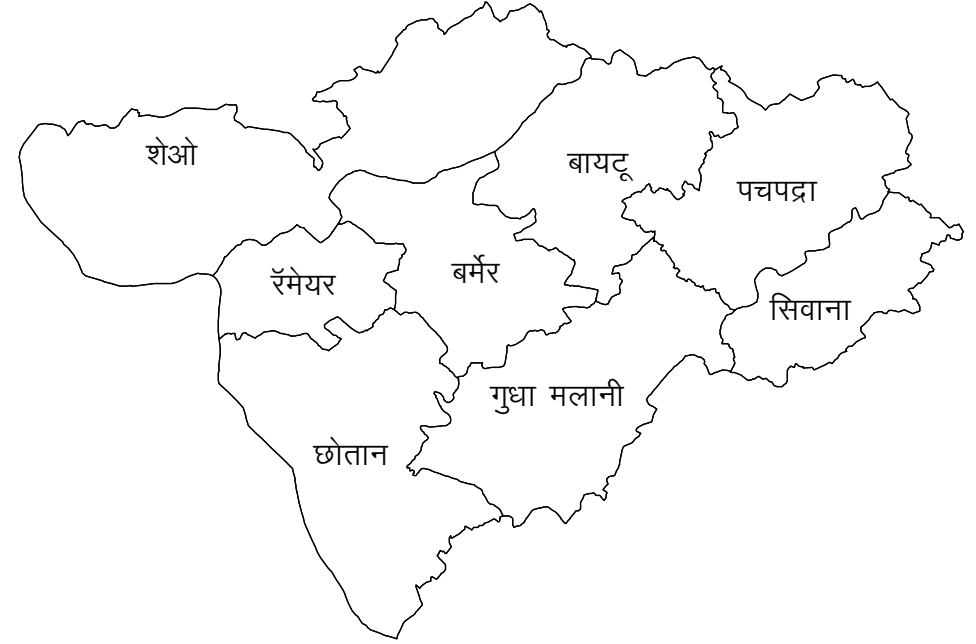 शेओ
बायटू
पचपद्रा
रॅमेयर
बर्मेर
सिवाना
गुधा मलानी
छोतान